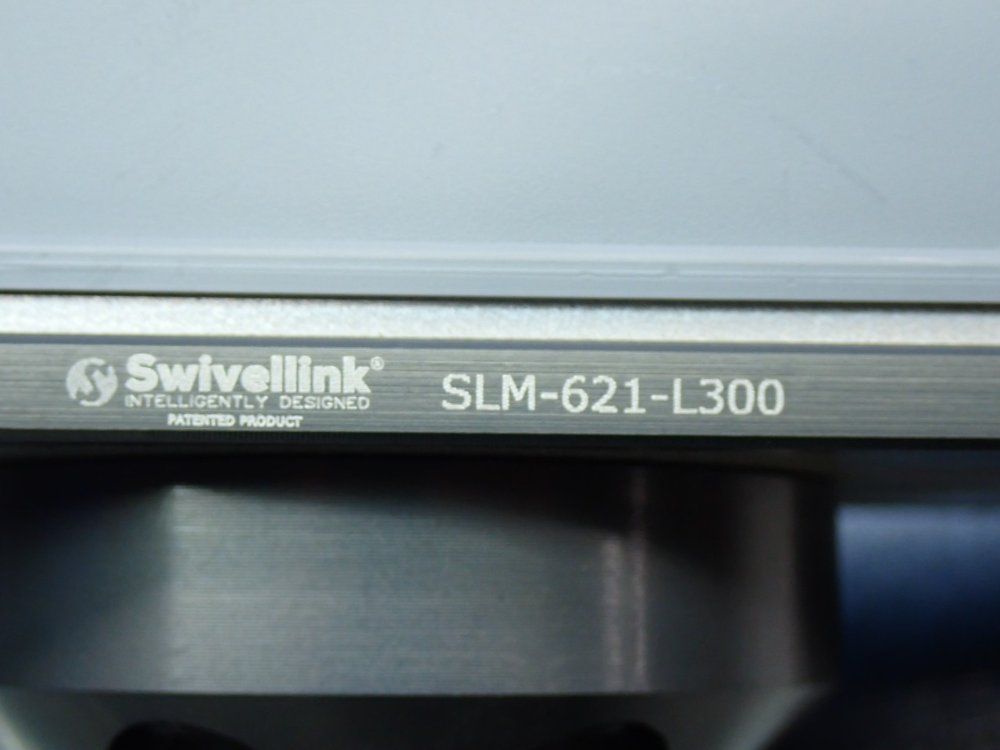 Swivellink®
INTELLIGENTLY DESIGNED
PATENTED PRODUCT
SLM-621-L300